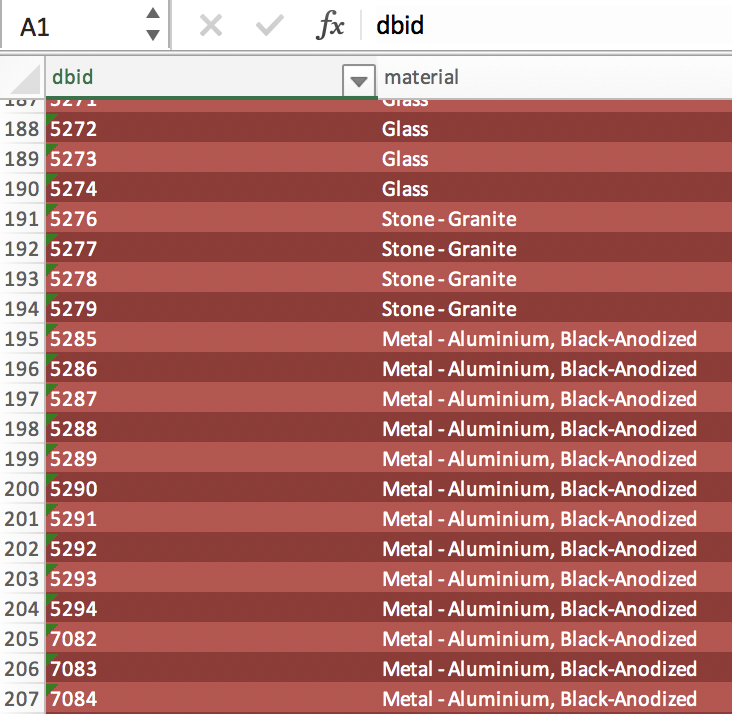 A1 fx dbid
dbid material
187 5271 Glass
188 5272 Glass
189 5273 Glass
190 5274 Glass
191 5276 Stone - Granite
192 5277 Stone - Granite
193 5278 Stone - Granite
194 5279 Stone - Granite
195 5285 Metal - Aluminium, Black-Anodized
196 5286 Metal - Aluminium, Black-Anodized
197 5287 Metal - Aluminium, Black-Anodized
198 5288 Metal - Aluminium, Black-Anodized
199 5289 Metal - Aluminium, Black-Anodized
200 5290 Metal - Aluminium, Black-Anodized
201 5291 Metal - Aluminium, Black-Anodized
202 5292 Metal - Aluminium, Black-Anodized
203 5293 Metal - Aluminium, Black-Anodized
204 5294 Metal - Aluminium, Black-Anodized
205 7082 Metal - Aluminium, Black-Anodized
206 7083 Metal - Aluminium, Black-Anodized
207 7084 Metal - Aluminium, Black-Anodized